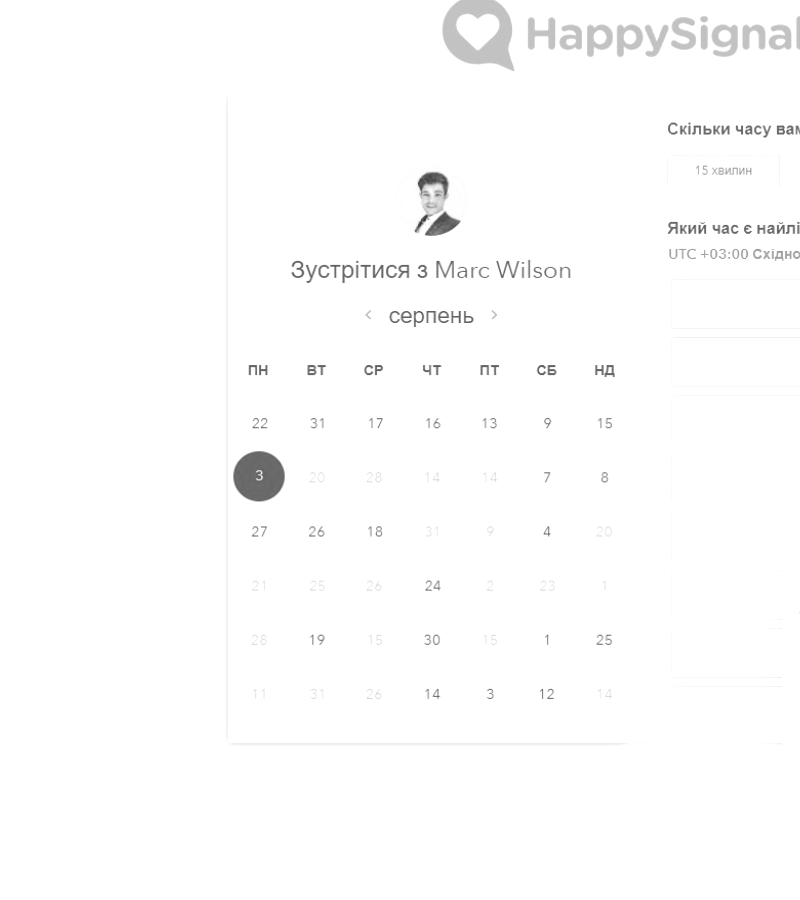 HappySignal
Зустрітися з Marc Wilson
< серпень >
ПН ВТ СР ЧТ ПТ СБ НД
22 31 17 16 13 9 15
3 20 28 14 14 7 8
27 26 18 31 9 4 20
21 25 26 24 2 23 1
28 19 15 30 15 1 25
11 31 26 14 3 12 14
Скільки часу вам
15 хвилин
Який час є найлі
UTC +03:00 Східно